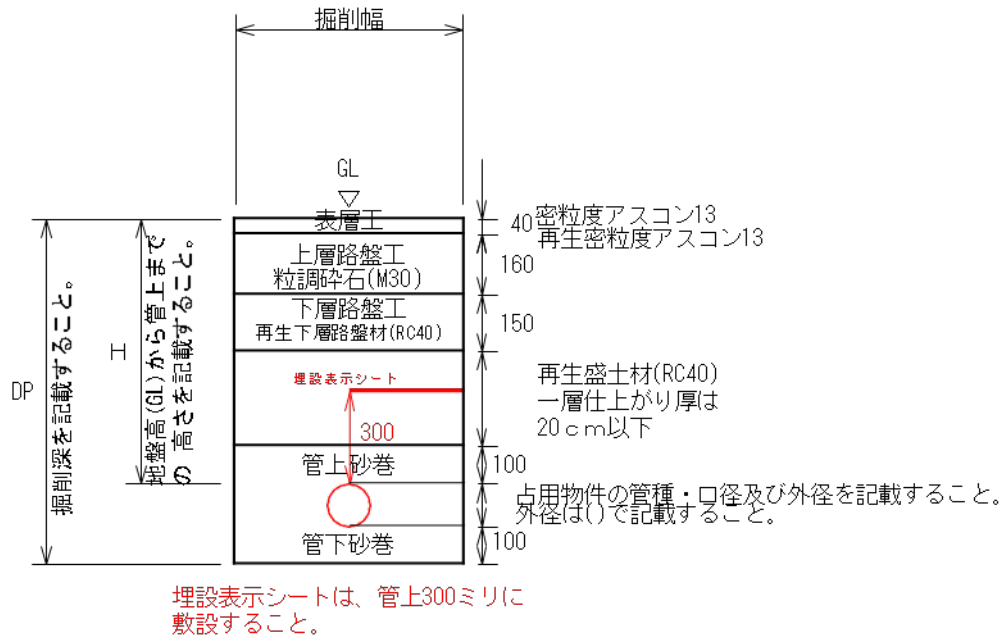 掘削幅
GL
表層工
40
密粒度アスコン13
再生密粒度アスコン13
上層路盤工
粒調砕石(M30)
160
下層路盤工
再生下層路盤材(RC40)
150
埋設表示シート
300
再生盛土材(RC40)
一層仕上がり厚は
20cm以下
管上砂巻
100
占用物件の管種・口径及び外径を記載すること。
外径は()で記載すること。
管下砂巻
100
DP
掘削深を記載すること。
H
地盤高(GL)から管上まで
の高さを記載すること。
埋設表示シートは、管上300ミリに
敷設すること。